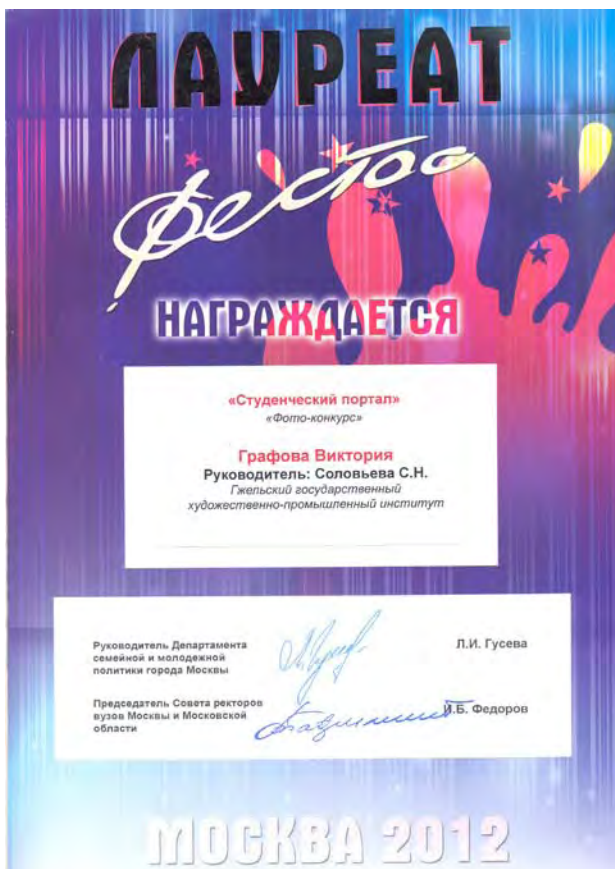 ЛАУРЕАТ
Фестос
НАГРАЖДАЕТСЯ
«Студенческий портал»
«Фото-конкурс»
Графова Виктория
Руководитель: Соловьева С.Н.
Гжельский государственный
художественно-промышленный институт
Руководитель Департамента
семейной и молодежной
политики города Москвы
Л.И. Гусева
Председатель Совета ректоров
вузов Москвы и Московской
области
И.Б. Федоров
МОСКВА 2012